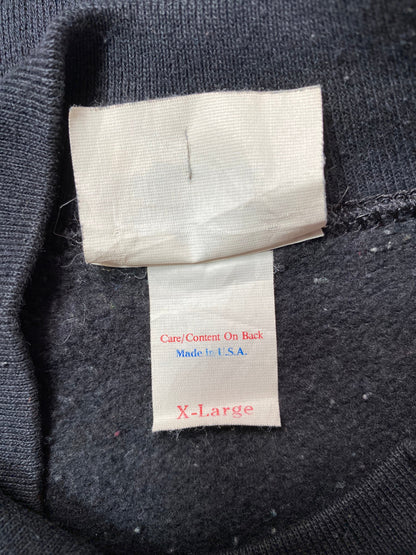 Care/Content On Back
Made in U.S.A.
X-Large